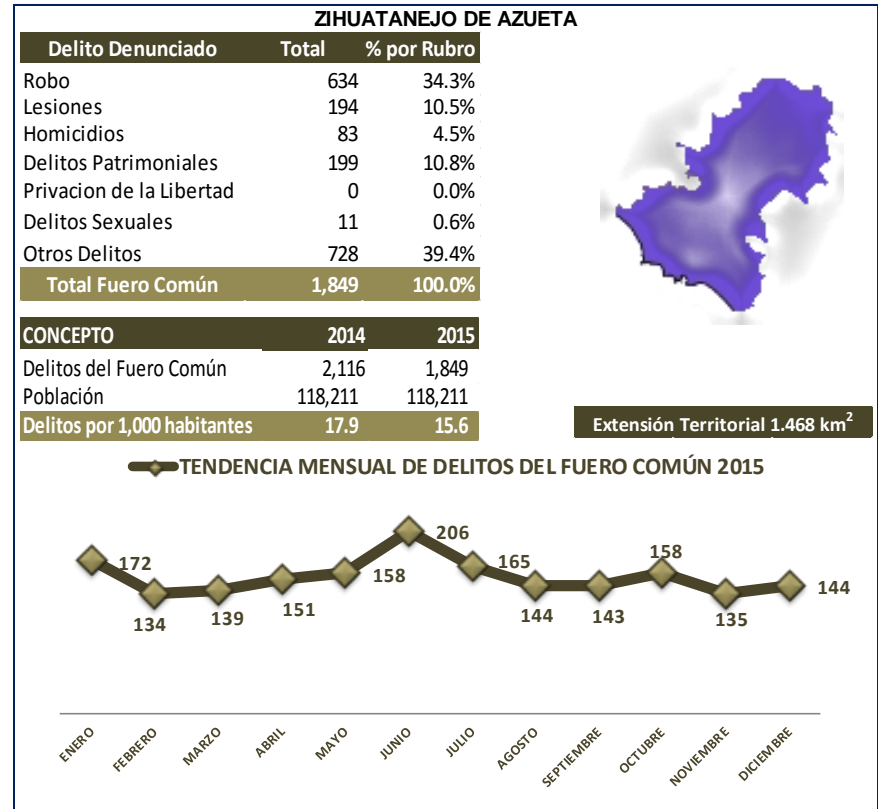 ZIHUATANEJO DE AZUETA
Delito Denunciado Total % por Rubro
Robo 634 34.3%
Lesiones 194 10.5%
Homicidios 83 4.5%
Delitos Patrimoniales 199 10.8%
Privacion de la Libertad 0 0.0%
Delitos Sexuales 11 0.6%
Otros Delitos 728 39.4%
Total Fuero Común 1,849 100.0%
CONCEPTO 2014 2015
Delitos del Fuero Común 2,116 1,849
Población 118,211 118,211
Delitos por 1,000 habitantes 17.9 15.6
Extensión Territorial 1.468 km²
TENDENCIA MENSUAL DE DELITOS DEL FUERO COMÚN 2015
172
134
139
151
158
206
165
144
143
158
135
144
ENERO
FEBRERO
MARZO
ABRIL
MAYO
JUNIO
JULIO
AGOSTO
SEPTIEMBRE
OCTUBRE
NOVIEMBRE
DICIEMBRE